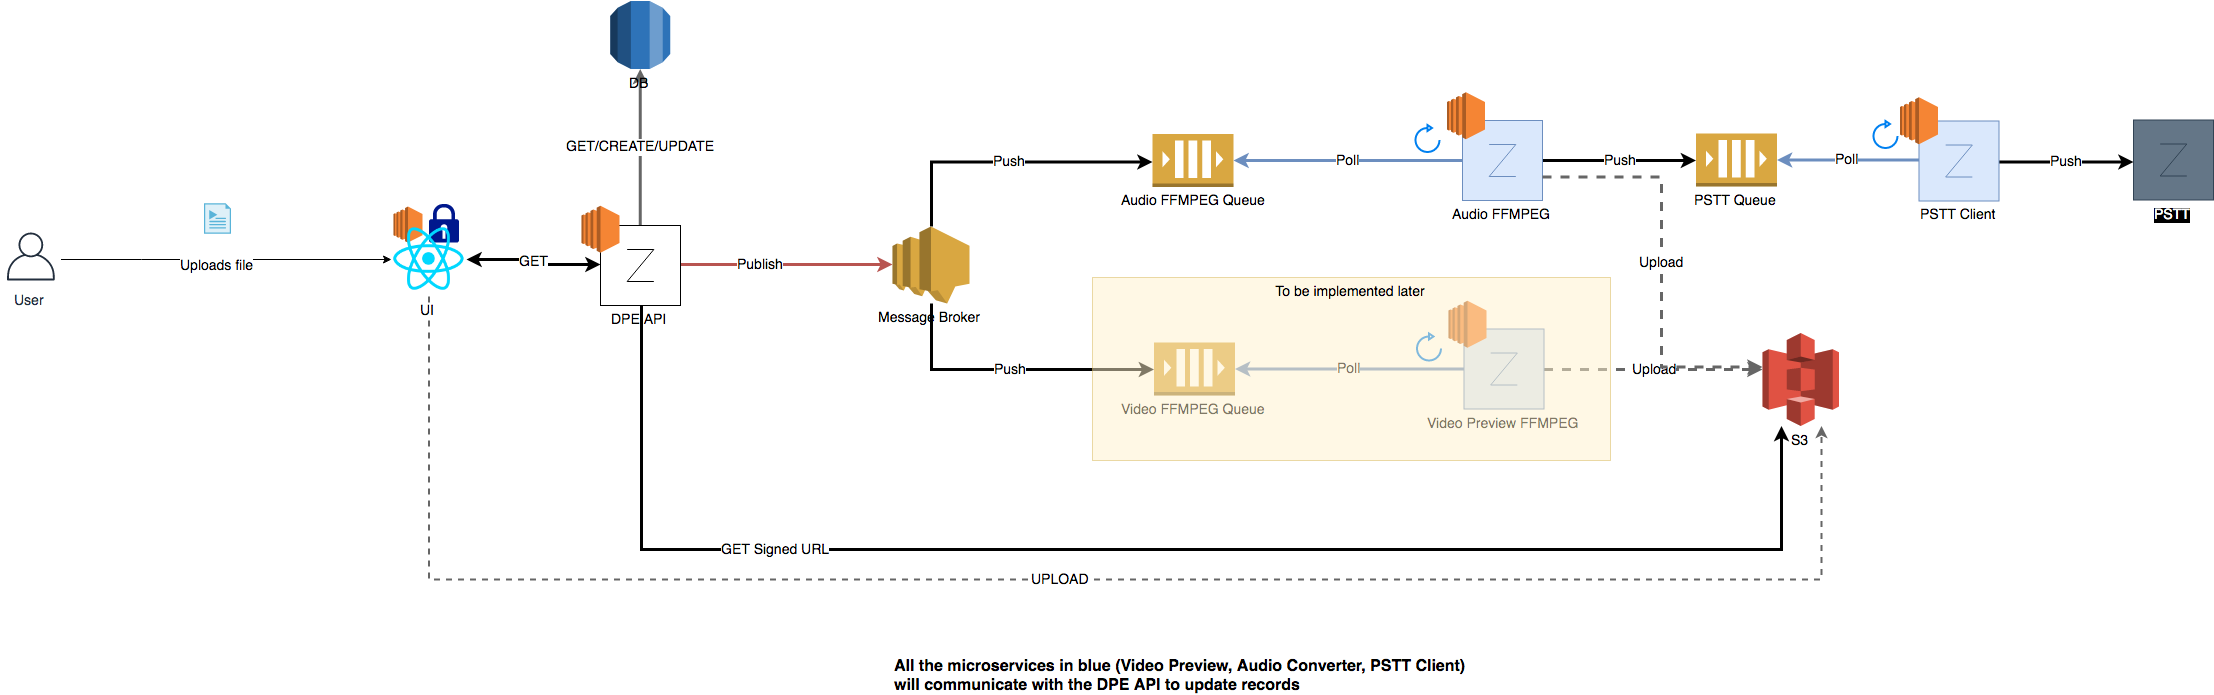 DB
GET/CREATE/UPDATE
Push
Poll
Push
Poll
Push
Audio FFMPEG Queue
Audio FFMPEG
PSTT Queue
PSTT Client
PSTT
Uploads file
GET
Publish
Upload
User
UI
DPE API
Message Broker
To be implemented later
Push
Poll
Upload
Video FFMPEG Queue
Video Preview FFMPEG
S3
GET Signed URL
UPLOAD
All the microservices in blue (Video Preview, Audio Converter, PSTT Client)
will communicate with the DPE API to update records